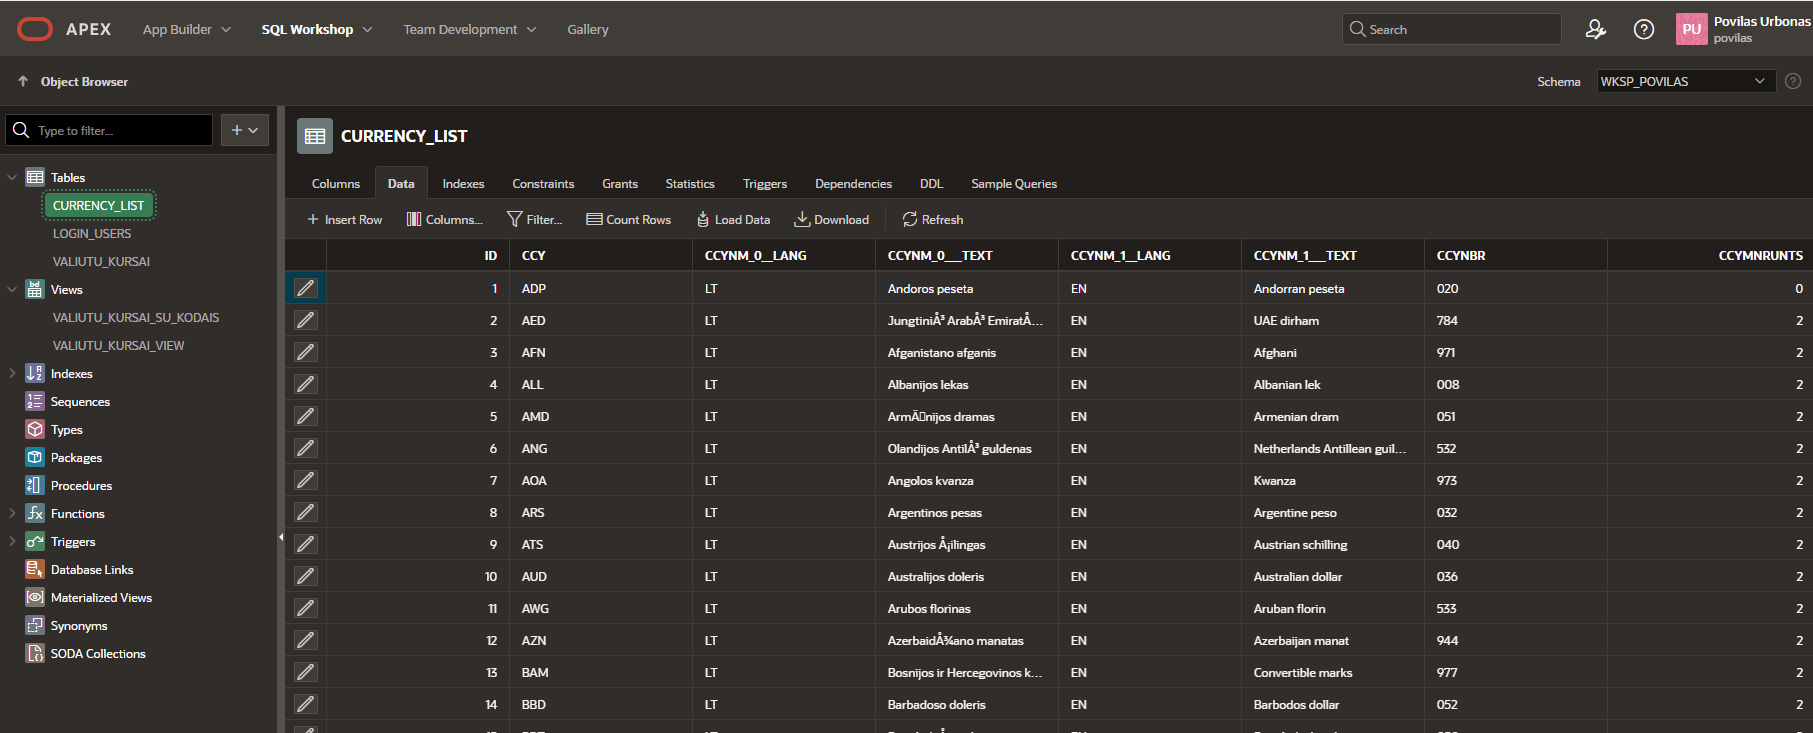 APEX App Builder SQL Workshop Team Development Gallery Search PU Povilas Urbonas
povilas
Object Browser Schema WKSP_POVILAS
Type to filter...
Tables
CURRENCY_LIST
LOGIN_USERS
VALIUTU_KURSAI
Views
VALIUTU_KURSAI_SU_KODAIS
VALIUTU_KURSAI_VIEW
Indexes
Sequences
Types
Packages
Procedures
Functions
Triggers
Database Links
Materialized Views
Synonyms
SODA Collections
CURRENCY_LIST
Columns Data Indexes Constraints Grants Statistics Triggers Dependencies DDL Sample Queries
Insert Row Columns... Filter... Count Rows Load Data Download Refresh
ID CCY CCYNM_0__LANG CCYNM_0___TEXT CCYNM_1__LANG CCYNM_1___TEXT CCYNBR CCYMNRUNTS
1 ADP LT Andoros peseta EN Andorran peseta 020 0
2 AED LT JungtiniÅ³ ArabÅ³ EmiratÅ... EN UAE dirham 784 2
3 AFN LT Afganistano afganis EN Afghani 971 2
4 ALL LT Albanijos lekas EN Albanian lek 008 2
5 AMD LT ArmÄ□nijos dramas EN Armenian dram 051 2
6 ANG LT Olandijos AntilÅ³ guldenas EN Netherlands Antillean guil... 532 2
7 AOA LT Angolos kvanza EN Kwanza 973 2
8 ARS LT Argentinos pesas EN Argentine peso 032 2
9 ATS LT Austrijos Å¡ilingas EN Austrian schilling 040 2
10 AUD LT Australijos doleris EN Australian dollar 036 2
11 AWG LT Arubos florinas EN Aruban florin 533 2
12 AZN LT AzerbaidÅ¾ano manatas EN Azerbaijan manat 944 2
13 BAM LT Bosnijos ir Hercegovinos k... EN Convertible marks 977 2
14 BBD LT Barbadoso doleris EN Barbodos dollar 052 2